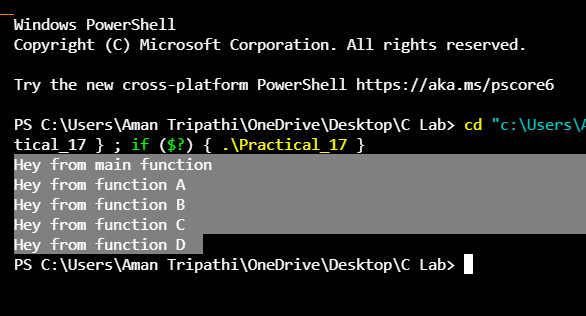 Windows PowerShell
Copyright (C) Microsoft Corporation. All rights reserved.
Try the new cross-platform PowerShell https://aka.ms/pscore6
PS C:\Users\Aman Tripathi\OneDrive\Desktop\C Lab> cd "c:\Users\A
tical_17 } ; if ($?) { .\Practical_17 }
Hey from main function
Hey from function A
Hey from function B
Hey from function C
Hey from function D
PS C:\Users\Aman Tripathi\OneDrive\Desktop\C Lab>